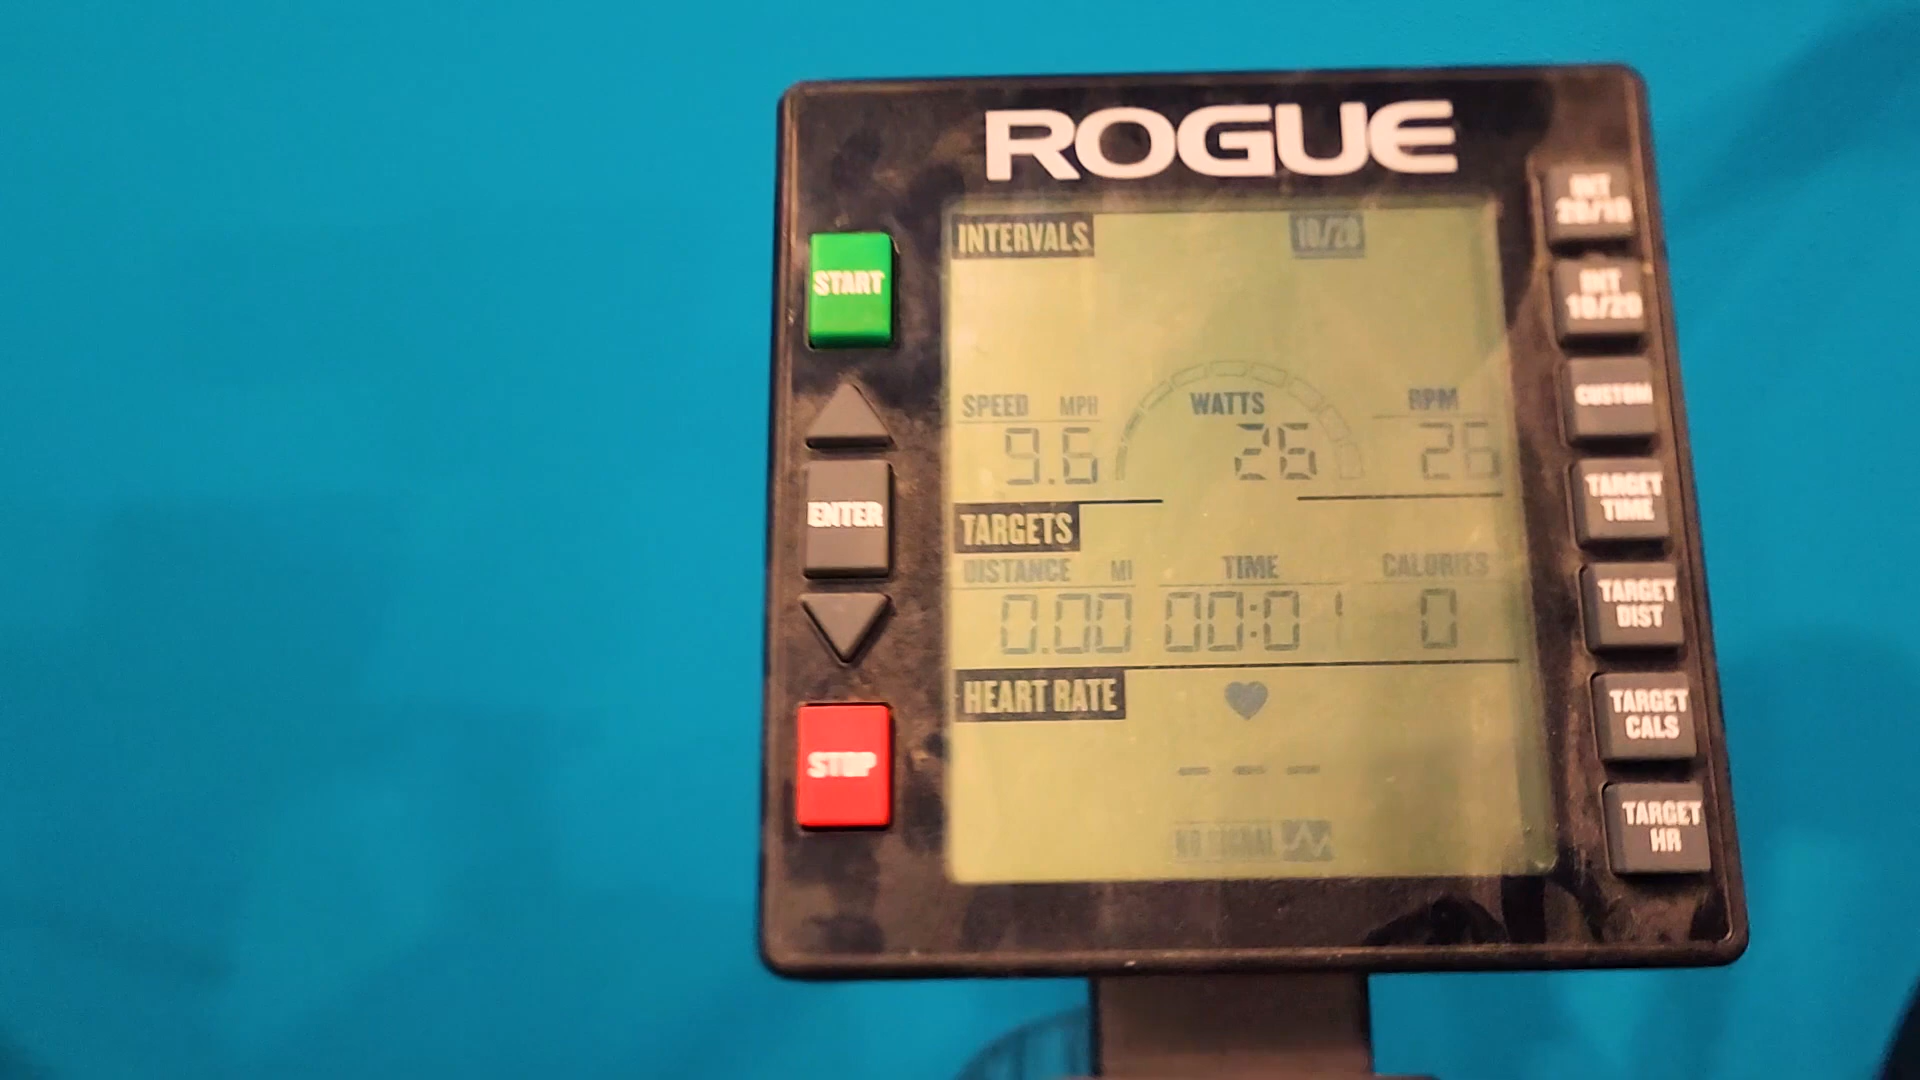 ROGUE
INTERVALS 10/20
SPEED MPH WATTS RPM
9.6 26 26
TARGETS
DISTANCE MI TIME CALORIES
0.00 00:01 0
HEART RATE
- - -
NO SIGNAL
START
ENTER
STOP
INT
20/10
INT
10/20
CUSTOM
TARGET
TIME
TARGET
DIST
TARGET
CALS
TARGET
HR